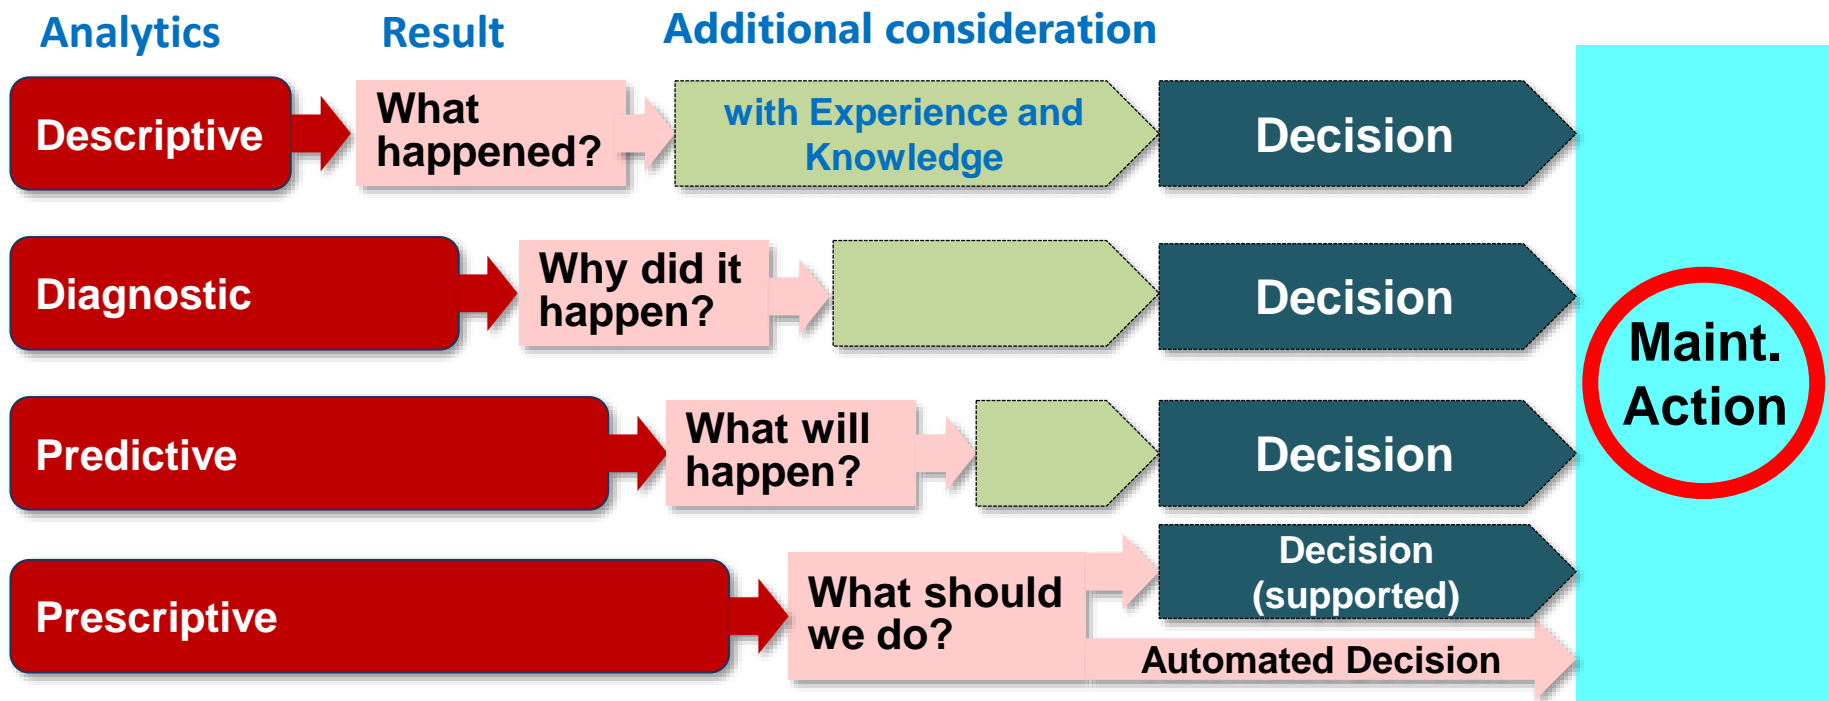 Analytics
Result
Additional consideration
Descriptive
What
happened?
with Experience and
Knowledge
Decision
Diagnostic
Why did it
happen?
Decision
Predictive
What will
happen?
Decision
Prescriptive
What should
we do?
Decision
(supported)
Automated Decision
Maint.
Action